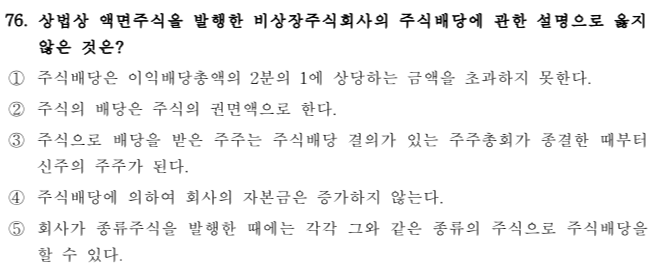 76. 상법상 액면주식을 발행한 비상장주식회사의 주식배당에 관한 설명으로 옳지
않은 것은?
① 주식배당은 이익배당총액의 2분의 1에 상당하는 금액을 초과하지 못한다.
② 주식의 배당은 주식의 권면액으로 한다.
③ 주식으로 배당을 받은 주주는 주식배당 결의가 있는 주주총회가 종결한 때부터
신주의 주주가 된다.
④ 주식배당에 의하여 회사의 자본금은 증가하지 않는다.
⑤ 회사가 종류주식을 발행한 때에는 각각 그와 같은 종류의 주식으로 주식배당을
할 수 있다.